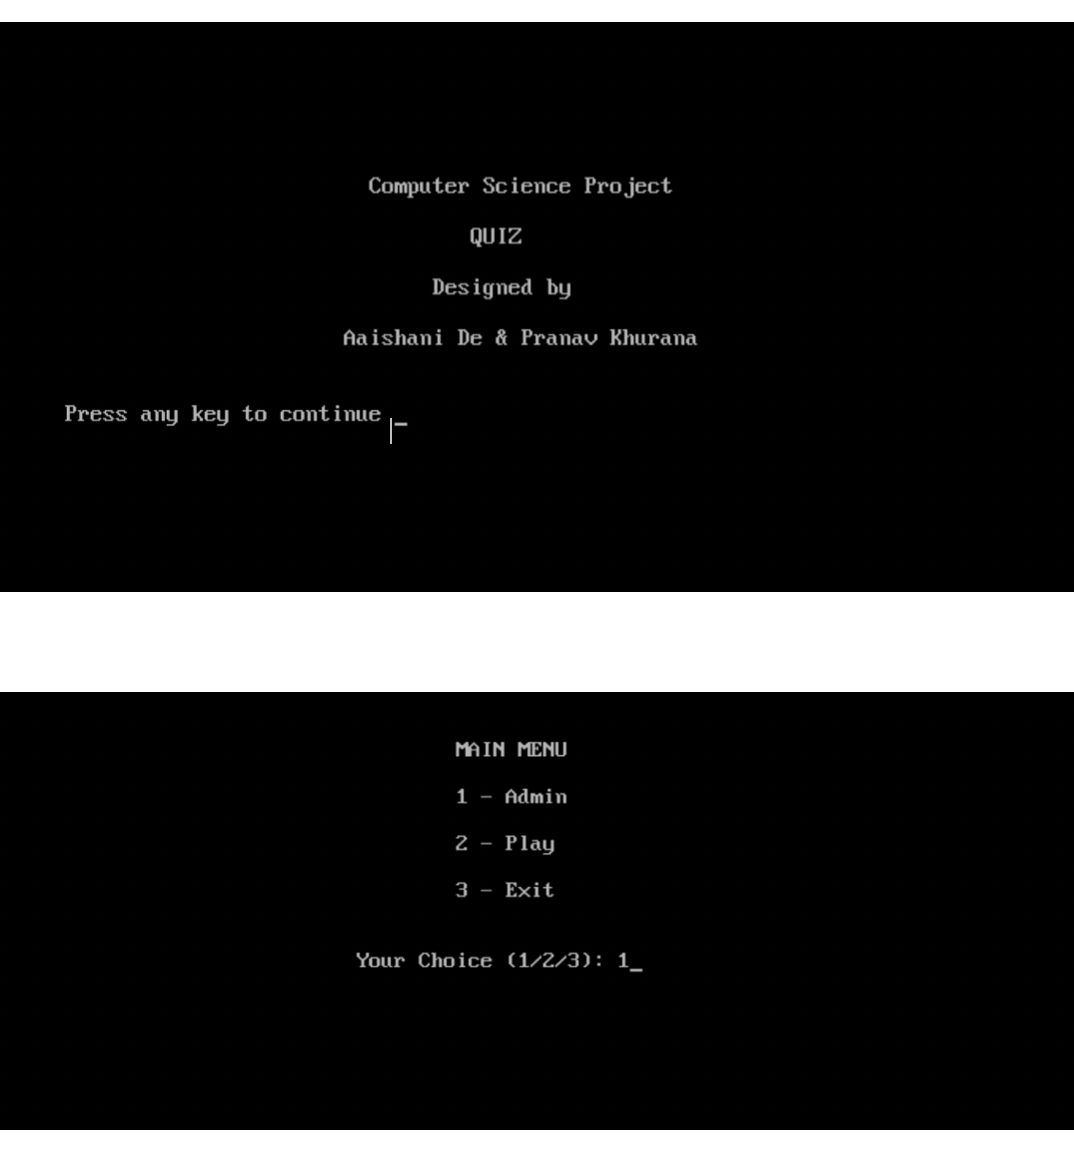 Computer Science Project
QUIZ
Designed by
Aaishani De & Pranav Khurana
Press any key to continue _
MAIN MENU
1 - Admin
2 - Play
3 - Exit
Your Choice (1/2/3): 1_